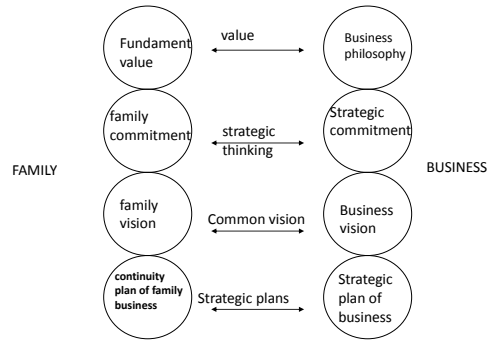 Fundament
value
value
Business
philosophy
family
commitment
strategic
thinking
Strategic
commitment
FAMILY
BUSINESS
family
vision
Common vision
Business
vision
continuity
plan of family
business
Strategic plans
Strategic
plan of
business